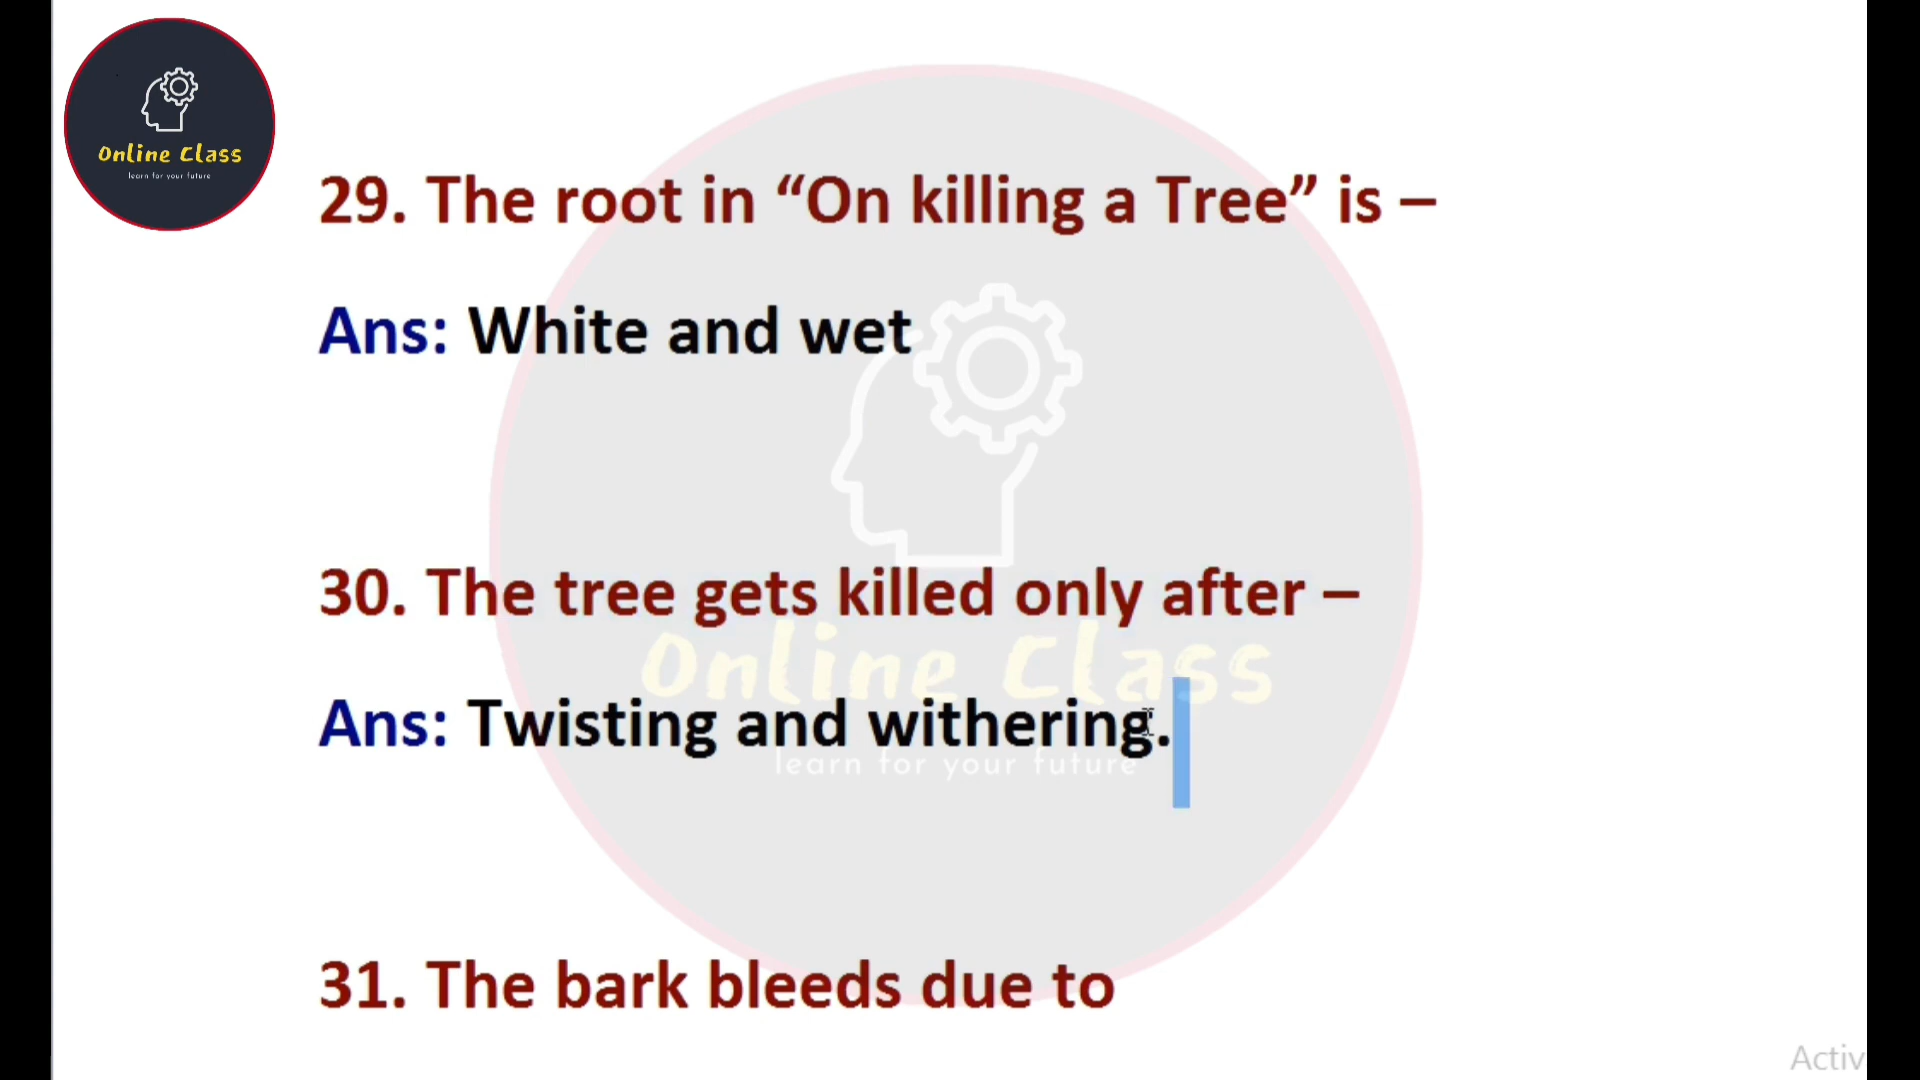 Online Class
learn for your future
29. The root in “On killing a Tree” is –
Ans: White and wet
30. The tree gets killed only after –
Online Class
Ans: Twisting and withering.
learn for your future
31. The bark bleeds due to
Activ